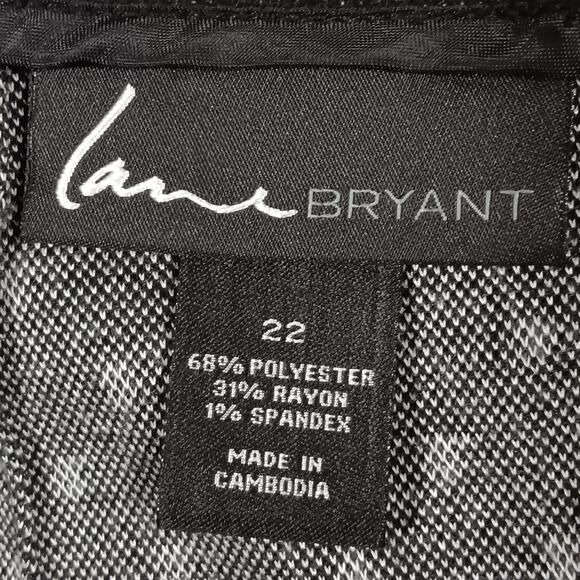 Lane BRYANT
22
68% POLYESTER
31% RAYON
1% SPANDEX
MADE IN
CAMBODIA